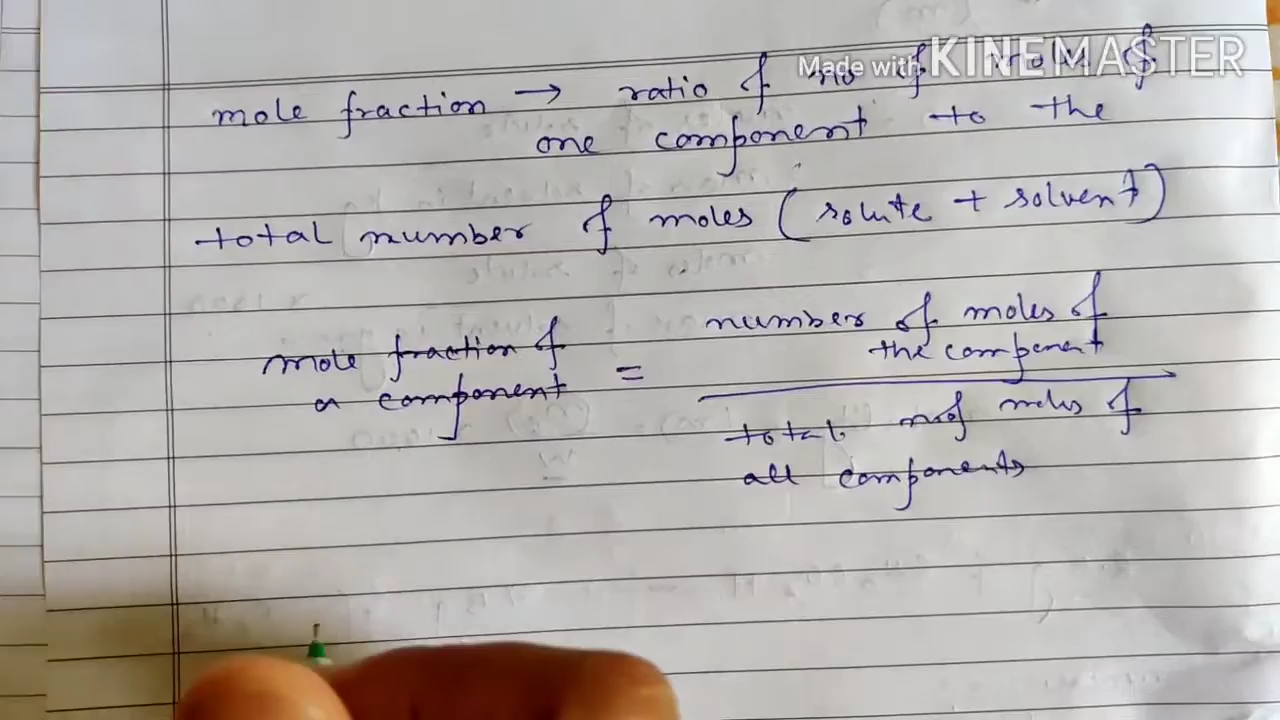 Made with KINEMASTER
mole fraction → ratio of no of moles of
one component to the
total number of moles (solute + solvent)
mole fraction of
a component
=
number of moles of
the component
total no of moles of
all components